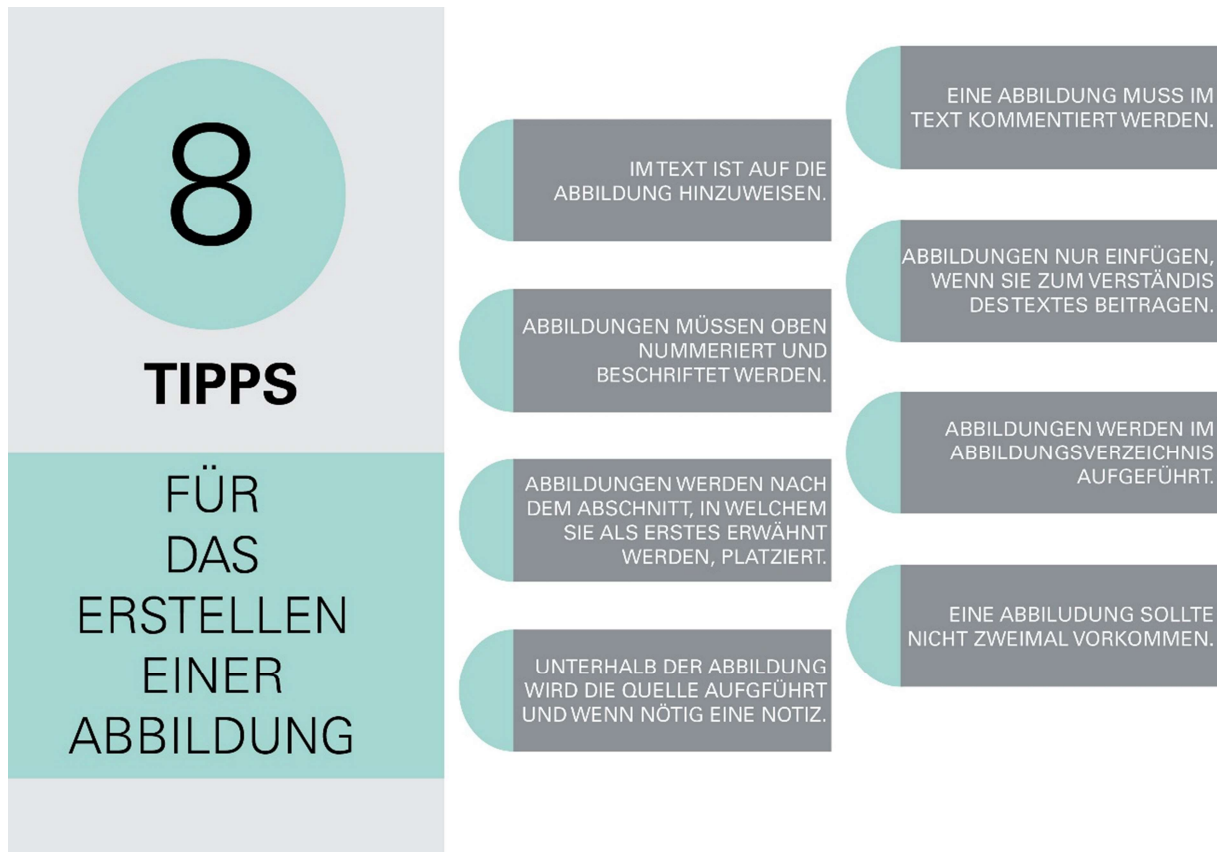 8
TIPPS
FÜR
DAS
ERSTELLEN
EINER
ABBILDUNG
IM TEXT IST AUF DIE
ABBILDUNG HINZUWEISEN.
ABBILDUNGEN MÜSSEN OBEN
NUMMERIERT UND
BESCHRIFTET WERDEN.
ABBILDUNGEN WERDEN NACH
DEM ABSCHNITT, IN WELCHEM
SIE ALS ERSTES ERWÄHNT
WERDEN, PLATZIERT.
UNTERHALB DER ABBILDUNG
WIRD DIE QUELLE AUFGFÜHRT
UND WENN NÖTIG EINE NOTIZ.
EINE ABBILDUNG MUSS IM
TEXT KOMMENTIERT WERDEN.
ABBILDUNGEN NUR EINFÜGEN,
WENN SIE ZUM VERSTÄNDIS
DES TEXTES BEITRAGEN.
ABBILDUNGEN WERDEN IM
ABBILDUNGSVERZEICHNIS
AUFGEFÜHRT.
EINE ABBILUDUNG SOLLTE
NICHT ZWEIMAL VORKOMMEN.